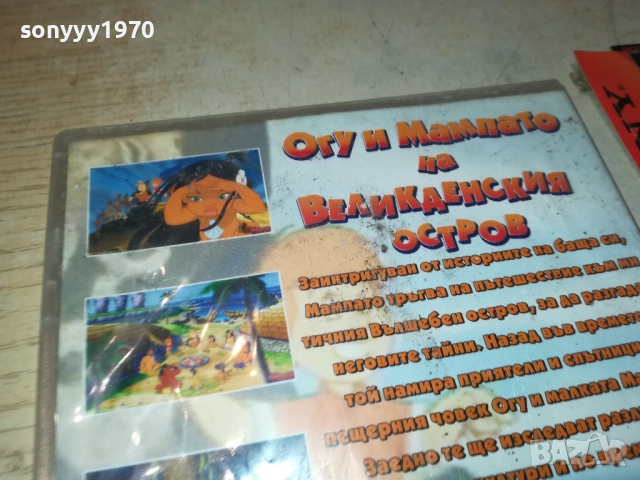 sonyyy1970
Огу и Мампато
на
Великденския
остров
Заинтригуван от историите на баща си,
Мампато тръгва на пътешествие към ми
тичния Вълшебен остров, за да разгад
неговите тайни. Назад във времето
той намира приятели и спътници
пещерния човек Огу и малката Ма
Заедно те ще изследват разл
BAZAR